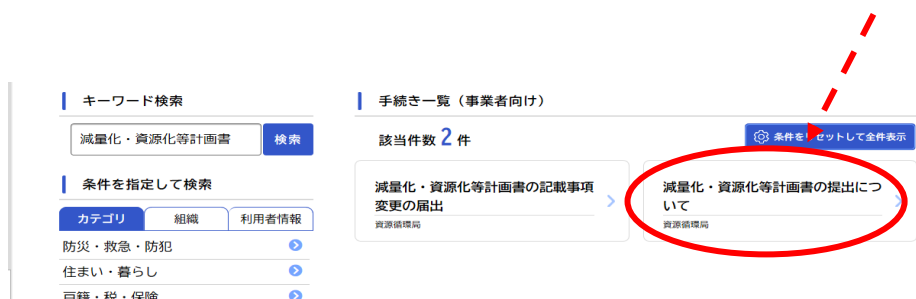 キーワード検索
減量化・資源化等計画書
検索
条件を指定して検索
カテゴリ
組織
利用者情報
防災・救急・防犯
住まい・暮らし
戸籍・税・保険
手続き一覧（事業者向け）
該当件数 2 件
条件をリセットして全件表示
減量化・資源化等計画書の記載事項
変更の届出
資源循環局
減量化・資源化等計画書の提出につ
いて
資源循環局